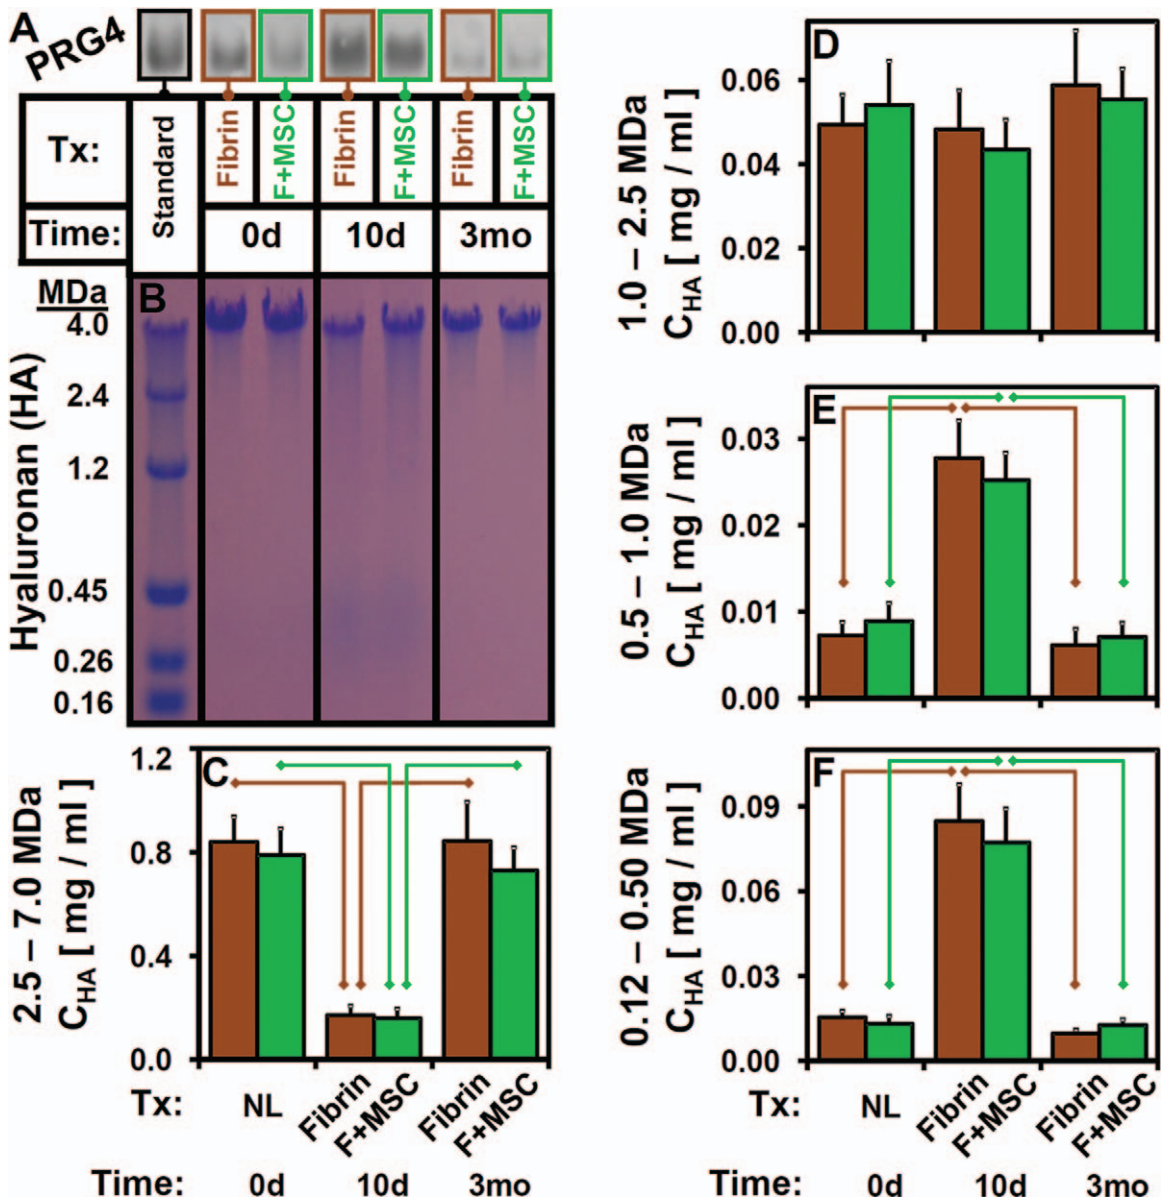 A
PRG4
Tx:
Standard
Fibrin
F+MSC
Fibrin
F+MSC
Fibrin
F+MSC
Time:
0d
10d
3mo
MDa
B
Hyaluronan (HA)
4.0
2.4
1.2
0.45
0.26
0.16
C
2.5 – 7.0 MDa
C_HA [ mg / ml ]
1.2
0.8
0.4
0.0
Tx:
NL
Fibrin
F+MSC
Fibrin
F+MSC
Time:
0d
10d
3mo
D
1.0 – 2.5 MDa
C_HA [ mg / ml ]
0.06
0.04
0.02
0.00
E
0.5 – 1.0 MDa
C_HA [ mg / ml ]
0.03
0.02
0.01
0.00
F
0.12 – 0.50 MDa
C_HA [ mg / ml ]
0.09
0.06
0.03
0.00
Tx:
NL
Fibrin
F+MSC
Fibrin
F+MSC
Time:
0d
10d
3mo